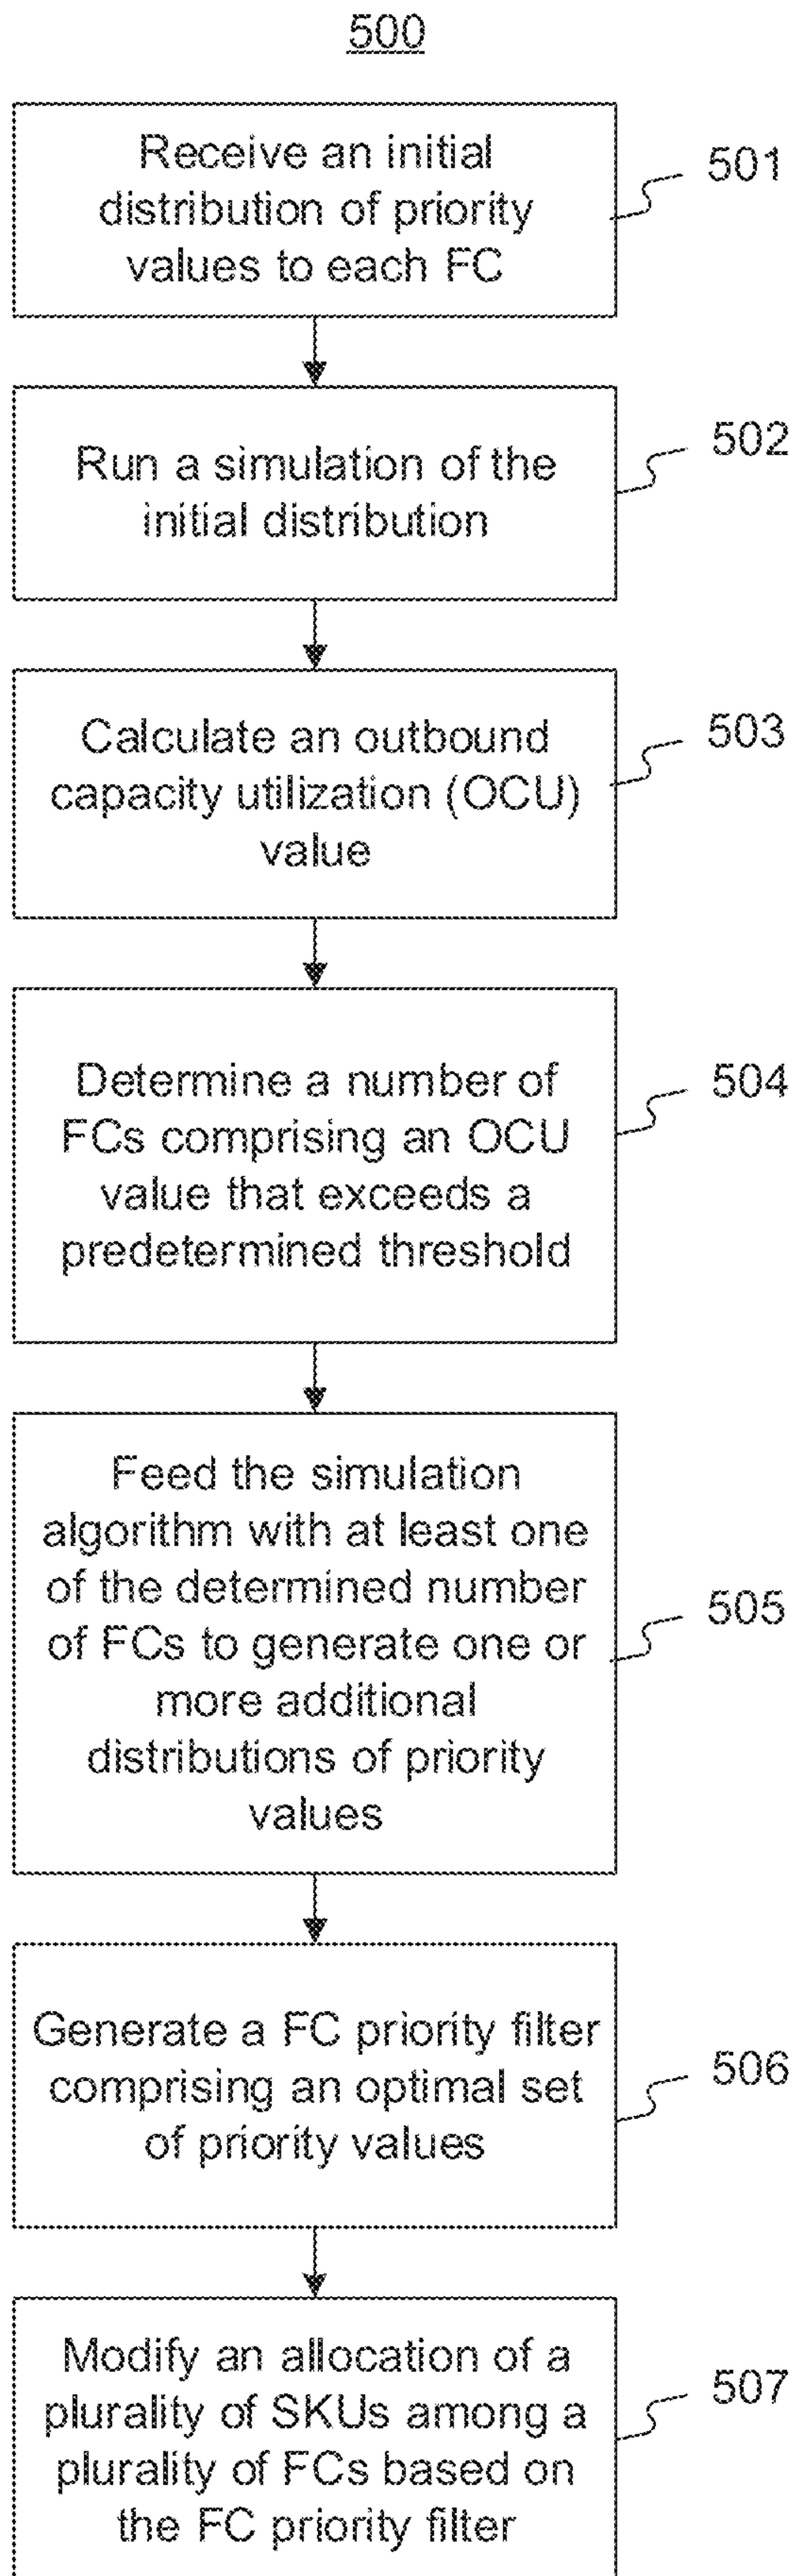 500
Receive an initial
distribution of priority
values to each FC
501
Run a simulation of the
initial distribution
502
Calculate an outbound
capacity utilization (OCU)
value
503
Determine a number of
FCs comprising an OCU
value that exceeds a
predetermined threshold
504
Feed the simulation
algorithm with at least one
of the determined number
of FCs to generate one or
more additional
distributions of priority
values
505
Generate a FC priority filter
comprising an optimal set
of priority values
506
Modify an allocation of a
plurality of SKUs among a
plurality of FCs based on
the FC priority filter
507